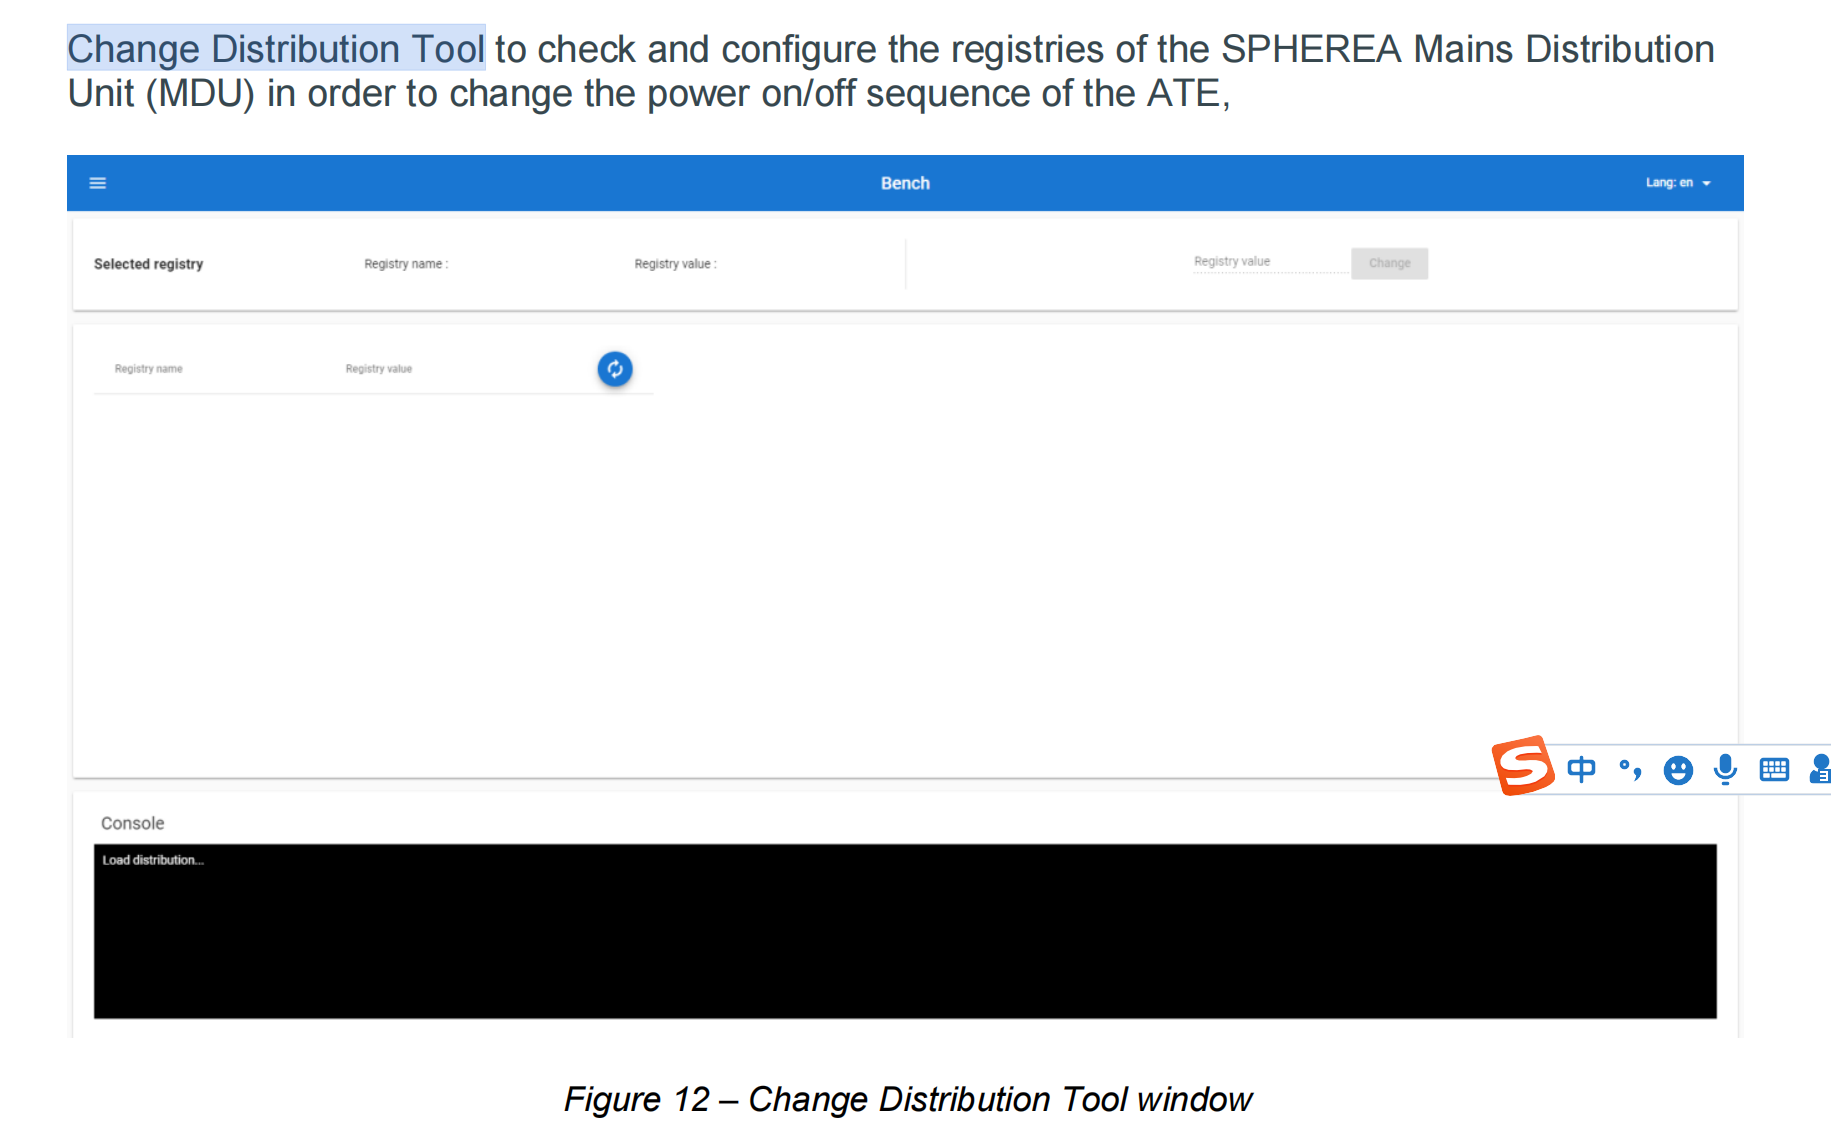 Change Distribution Tool to check and configure the registries of the SPHEREA Mains Distribution
Unit (MDU) in order to change the power on/off sequence of the ATE,
Bench
Lang: en
Selected registry
Registry name :
Registry value :
Registry value
Change
Registry name
Registry value
S
中
Console
Load distribution...
Figure 12 – Change Distribution Tool window